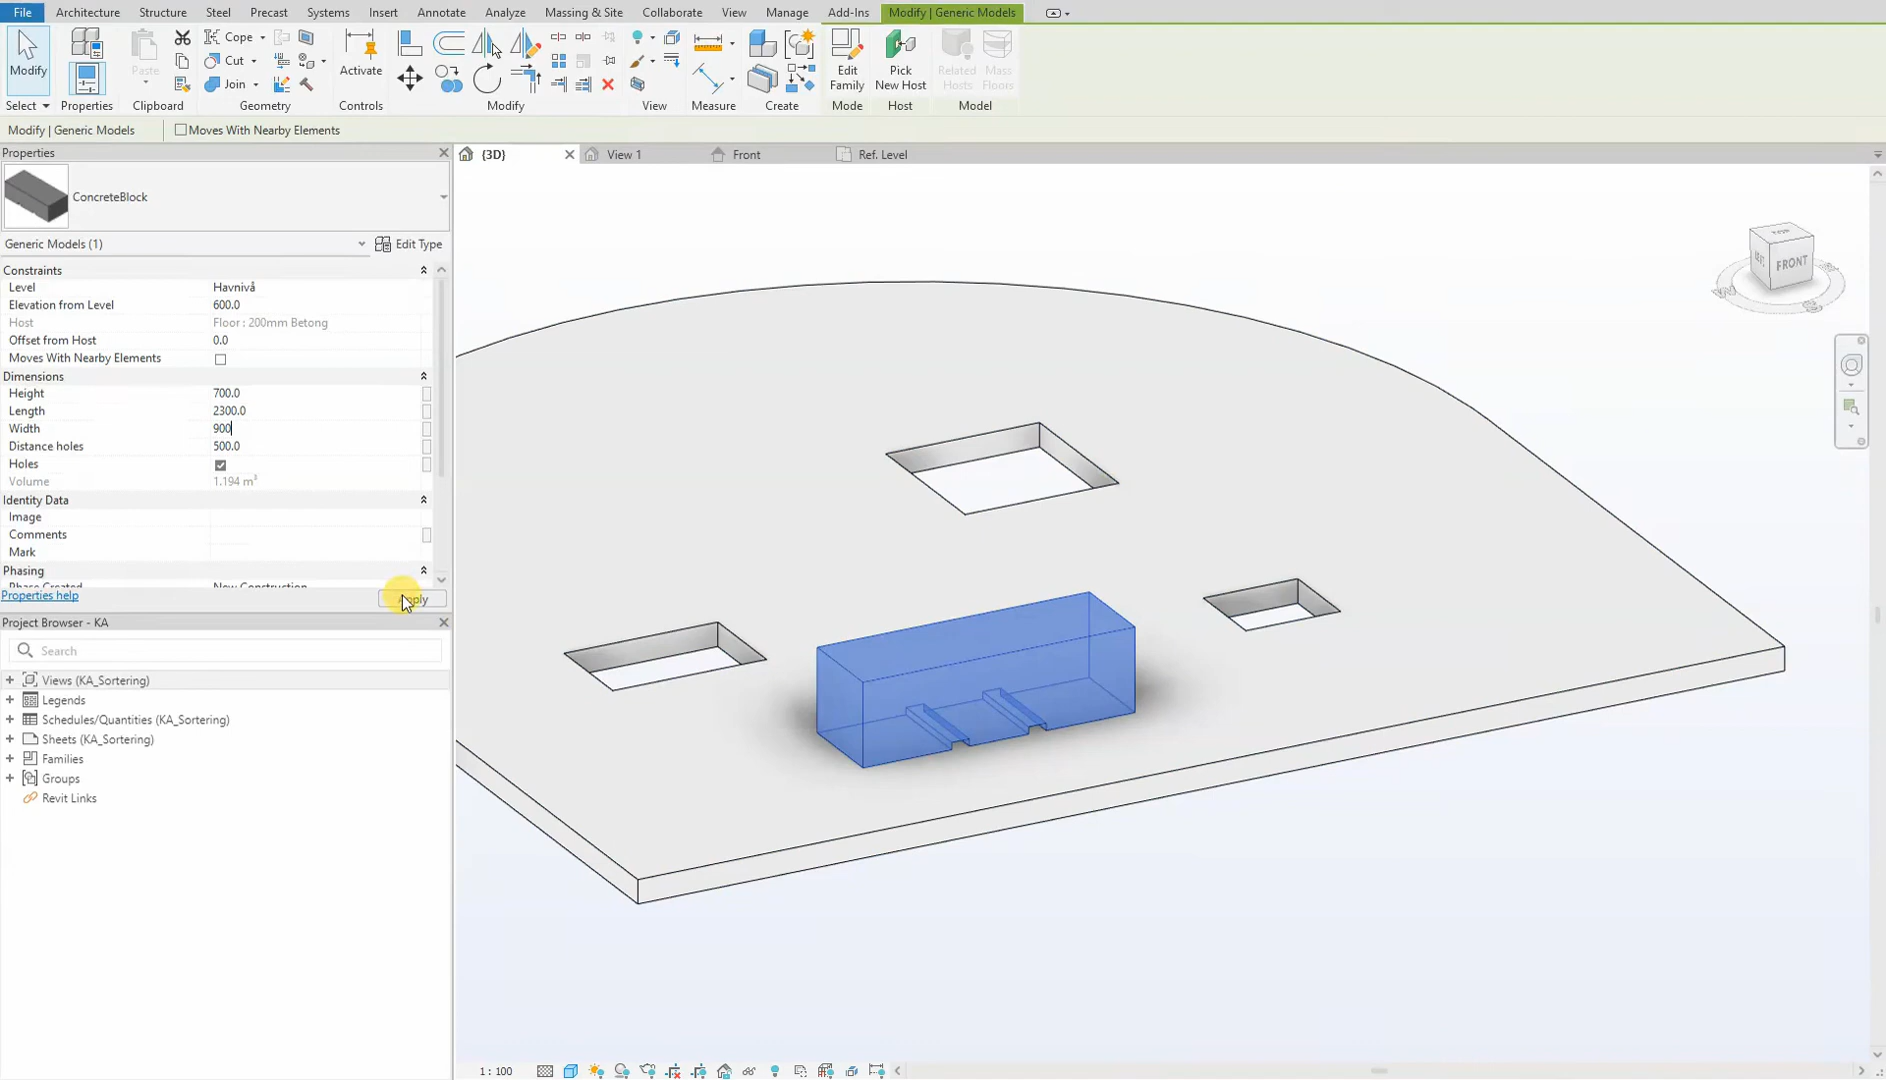 File Architecture Structure Steel Precast Systems Insert Annotate Analyze Massing & Site Collaborate View Manage Add-Ins Modify | Generic Models
Modify
Paste
Cope
Cut
Join
Activate
Edit Family
Pick New Host
Related Hosts
Mass Floors
Select Properties Clipboard Geometry Controls Modify View Measure Create Mode Host Model
Modify | Generic Models Moves With Nearby Elements
Properties
{3D} View 1 Front Ref. Level
ConcreteBlock
Generic Models (1) Edit Type
Constraints
Level Havnivå
Elevation from Level 600.0
Host Floor : 200mm Betong
Offset from Host 0.0
Moves With Nearby Elements
Dimensions
Height 700.0
Length 2300.0
Width 900
Distance holes 500.0
Holes
Volume 1.194 m³
Identity Data
Image
Comments
Mark
Phasing
Phase Created New Construction
Properties help Apply
Project Browser - KA
Search
Views (KA_Sortering)
Legends
Schedules/Quantities (KA_Sortering)
Sheets (KA_Sortering)
Families
Groups
Revit Links
FRONT
1 : 100